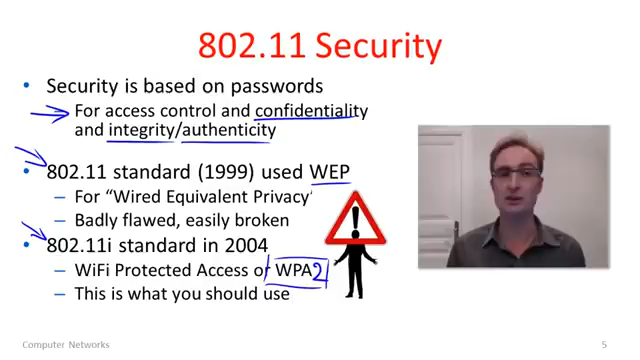 802.11 Security
• Security is based on passwords
For access control and confidentiality
and integrity/authenticity
• 802.11 standard (1999) used WEP
– For “Wired Equivalent Privacy’
– Badly flawed, easily broken
• 802.11i standard in 2004
– WiFi Protected Access or WPA2
– This is what you should use
!
Computer Networks
5